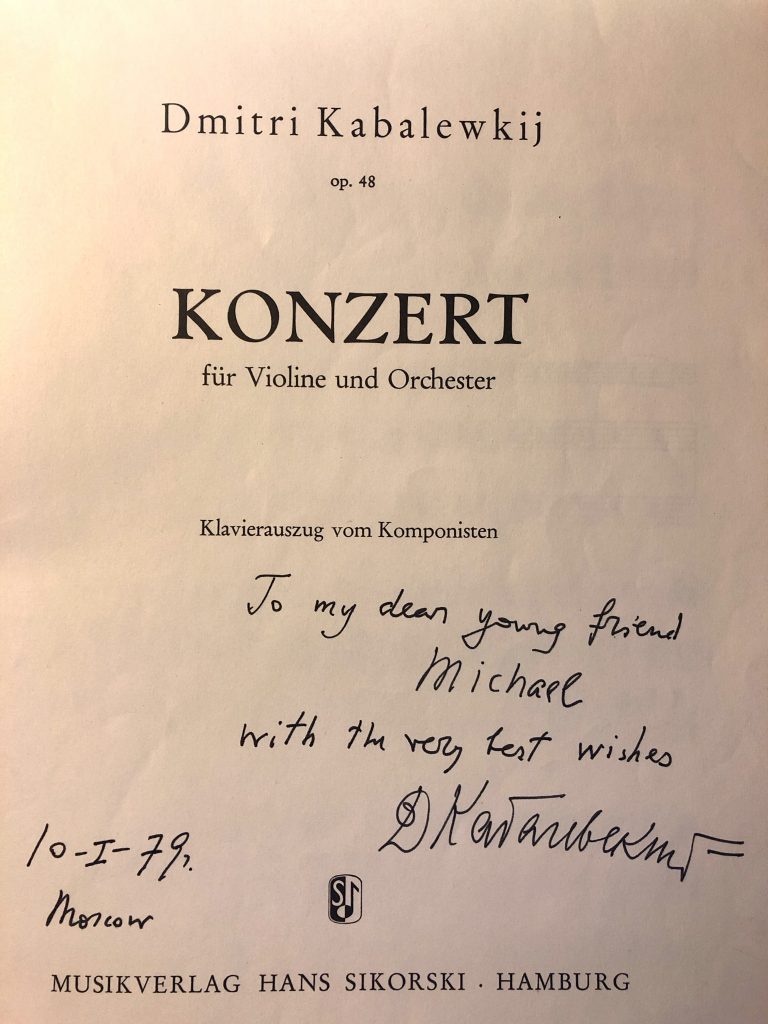 Dmitri Kabalewkij
op. 48
KONZERT
für Violine und Orchester
Klavierauszug vom Komponisten
To my dear young friend
Michael
with the very best wishes
Д Кабалевский
10-I-79,
Moscow
MUSIKVERLAG HANS SIKORSKI · HAMBURG